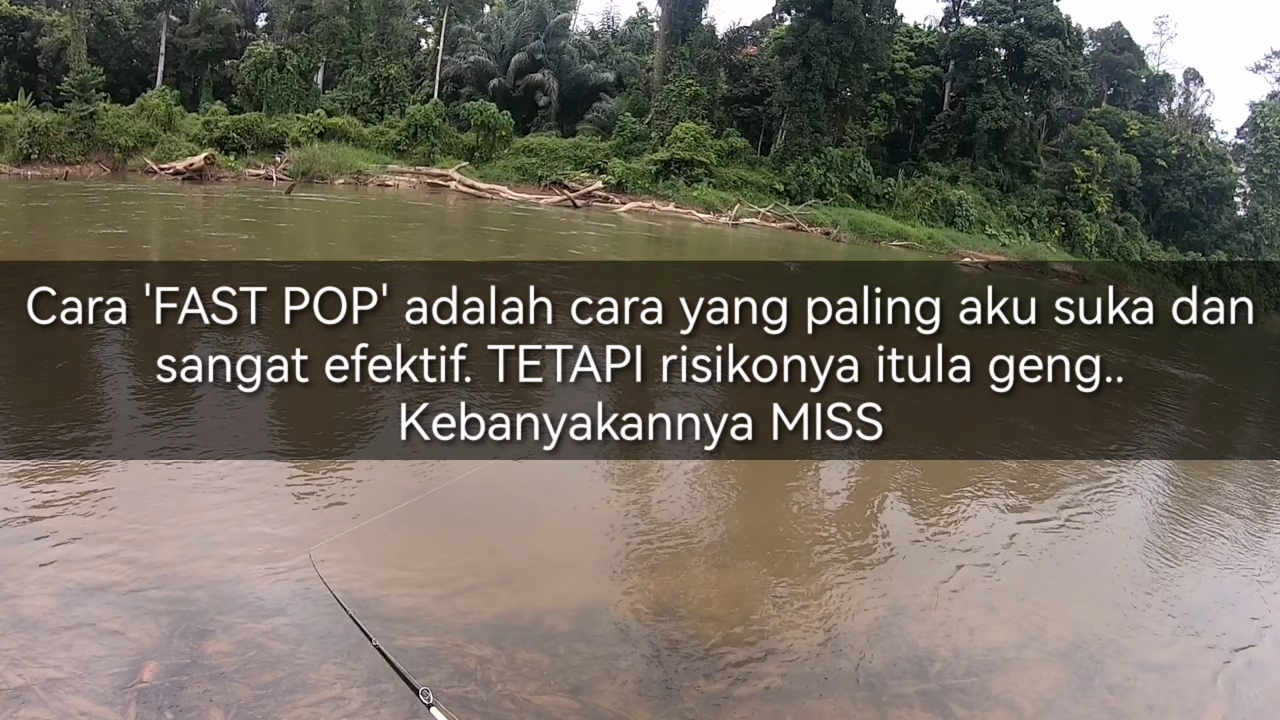 Cara 'FAST POP' adalah cara yang paling aku suka dan
sangat efektif. TETAPI risikonya itula geng..
Kebanyakannya MISS